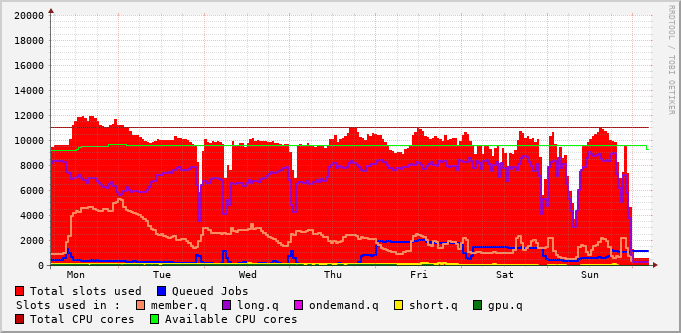 RRDTOOL / TOBI OETIKER
20000
18000
16000
14000
12000
10000
8000
6000
4000
2000
0
Mon Tue Wed Thu Fri Sat Sun
Total slots used Queued Jobs
Slots used in : member.q long.q ondemand.q short.q gpu.q
Total CPU cores Available CPU cores